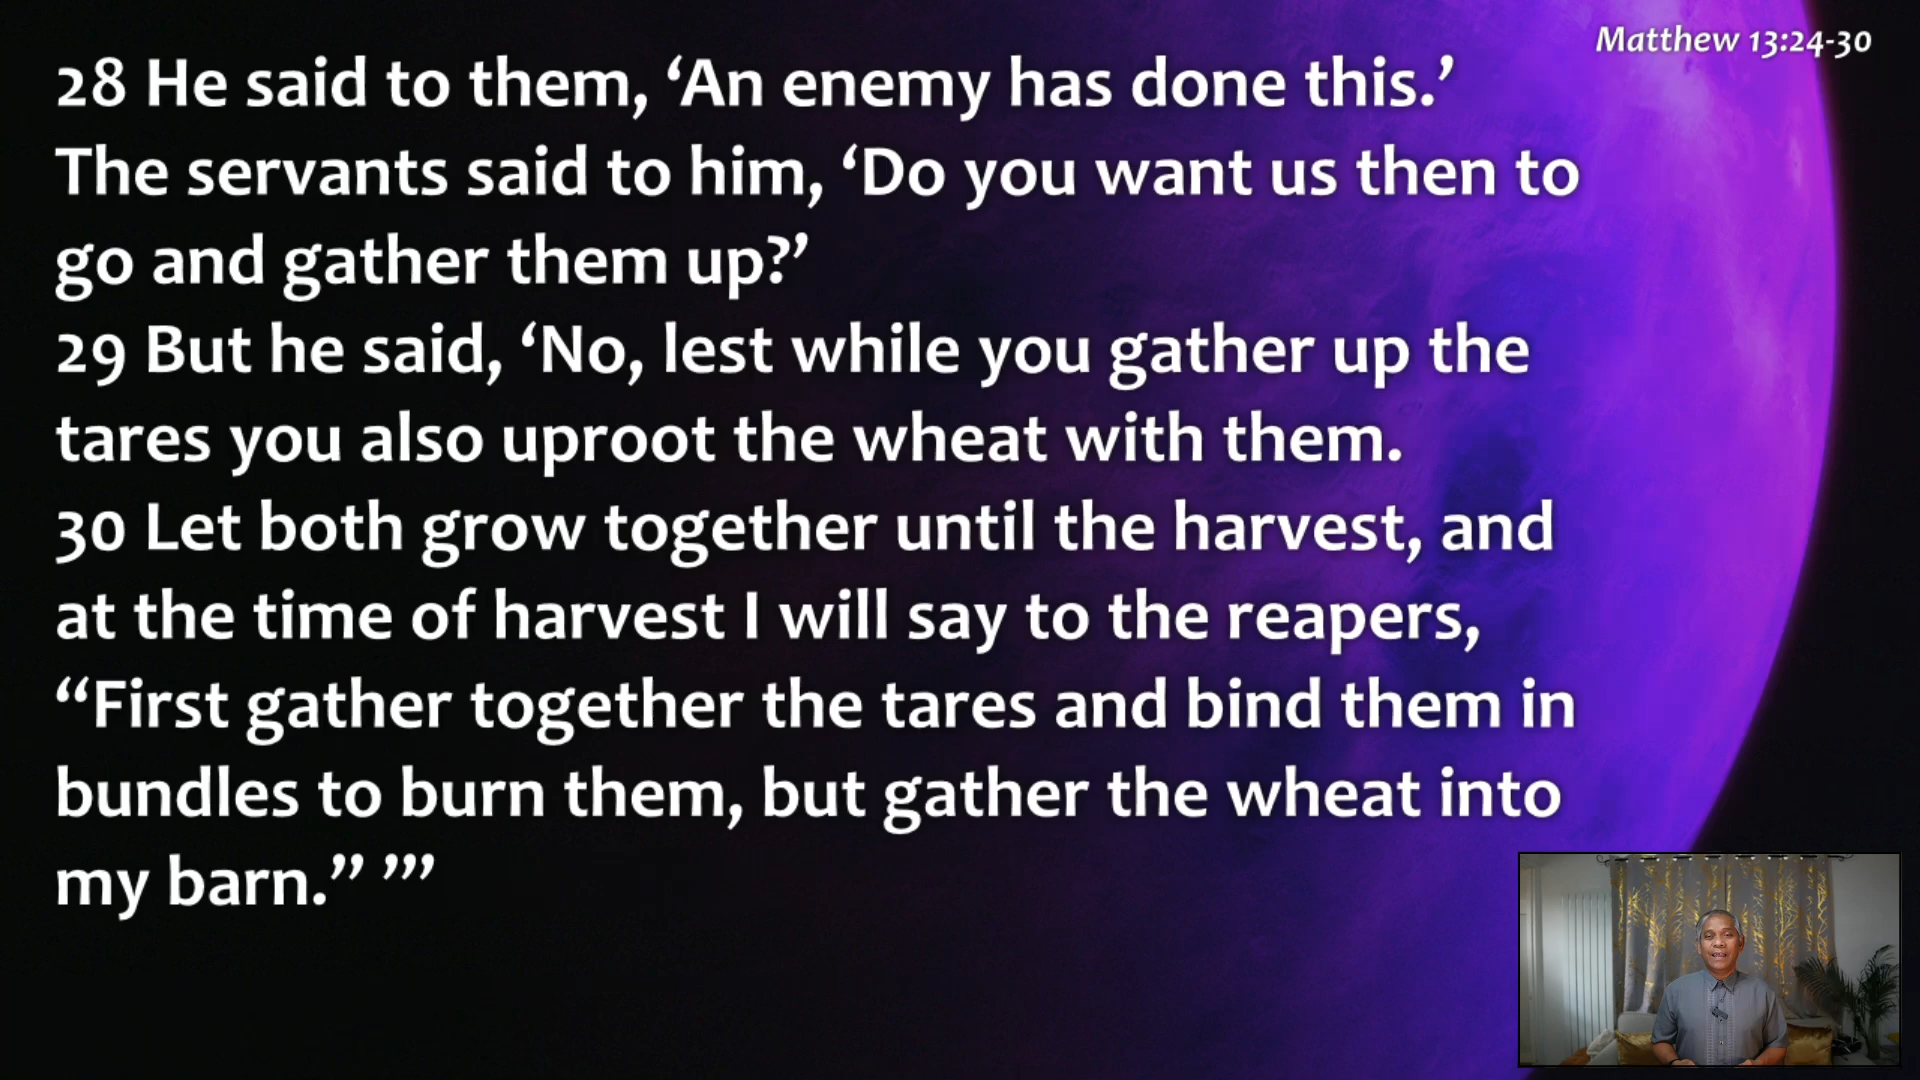 Matthew 13:24-30
28 He said to them, ‘An enemy has done this.’
The servants said to him, ‘Do you want us then to
go and gather them up?’
29 But he said, ‘No, lest while you gather up the
tares you also uproot the wheat with them.
30 Let both grow together until the harvest, and
at the time of harvest I will say to the reapers,
“First gather together the tares and bind them in
bundles to burn them, but gather the wheat into
my barn.” ’”